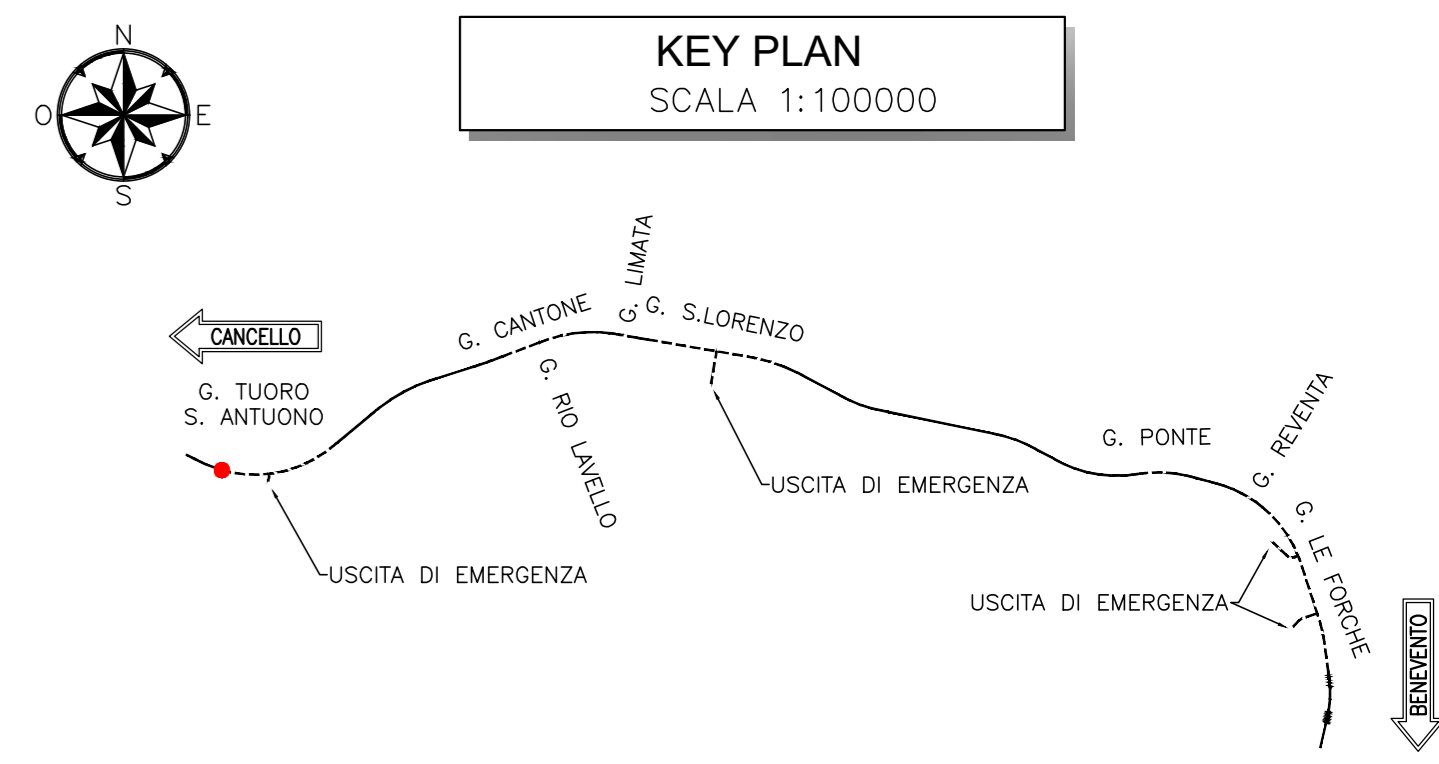 N
O
E
S
KEY PLAN
SCALA 1:100000
CANCELLO
G. TUORO
S. ANTUONO
G. CANTONE
G. LIMATA
G. S.LORENZO
G. RIO LAVELLO
USCITA DI EMERGENZA
USCITA DI EMERGENZA
G. PONTE
G. REVENTA
G. LE FORCHE
USCITA DI EMERGENZA
BENEVENTO